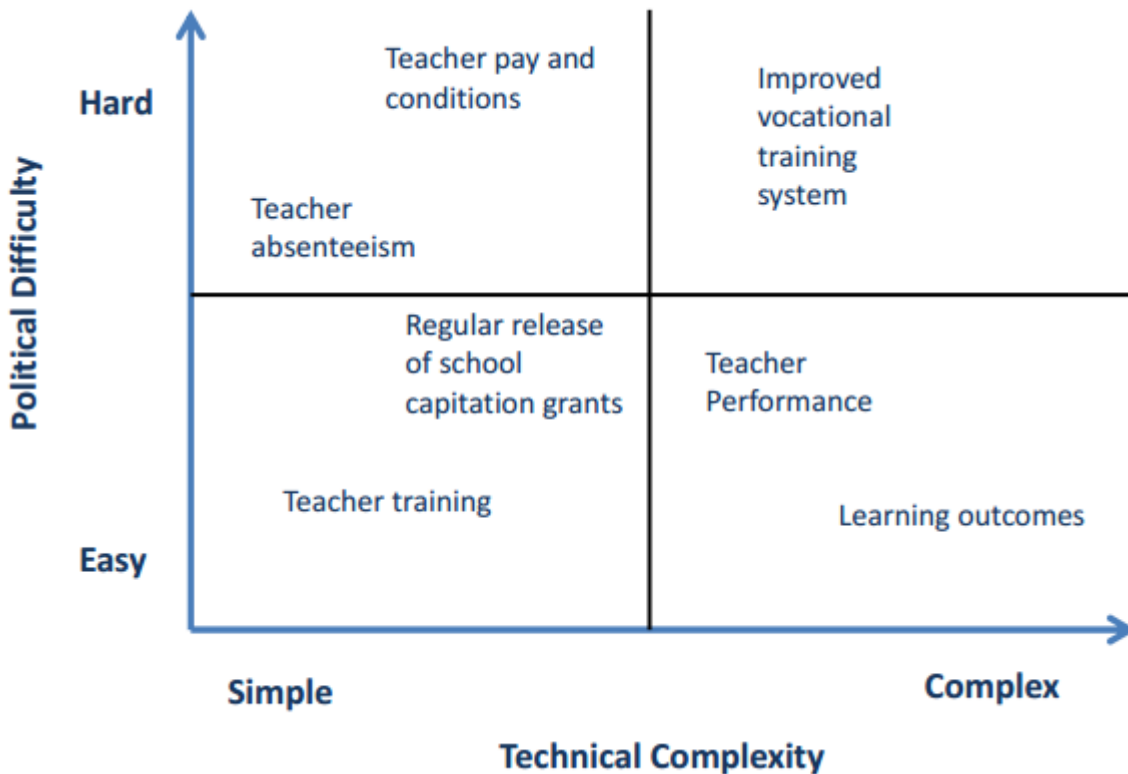 Political Difficulty
Hard
Easy
Teacher pay and
conditions
Improved
vocational
training
system
Teacher
absenteeism
Regular release
of school
capitation grants
Teacher
Performance
Teacher training
Learning outcomes
Simple
Complex
Technical Complexity